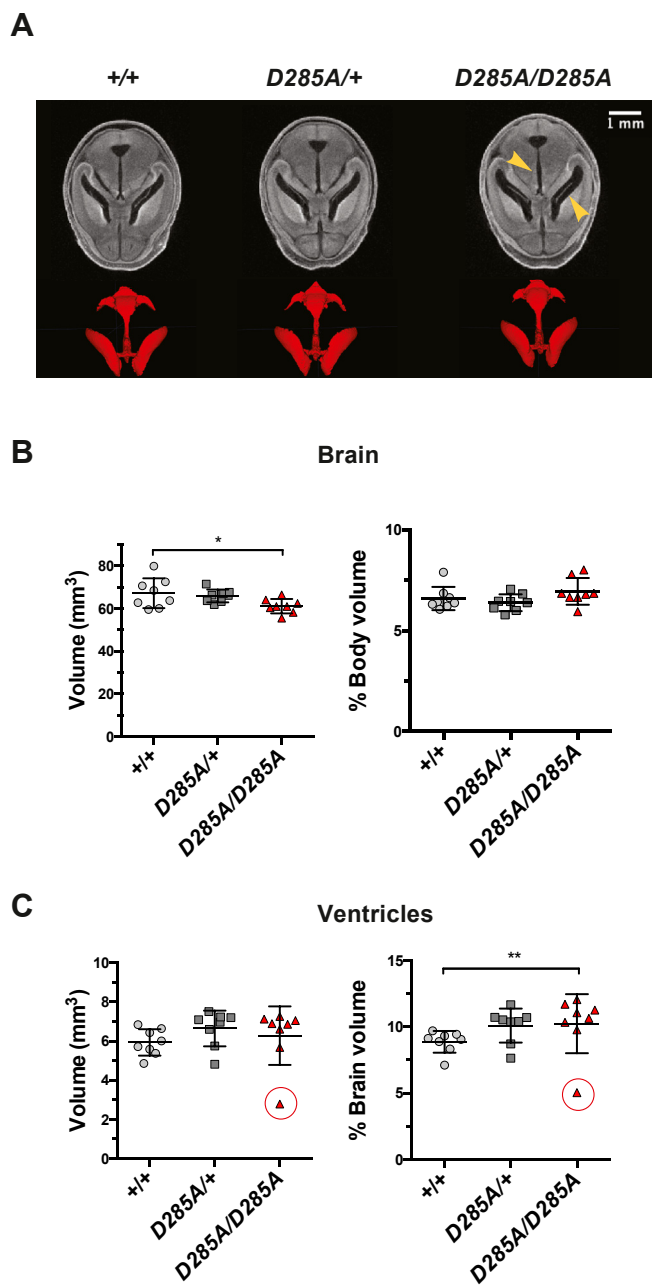 A
+/+ D285A/+ D285A/D285A
1 mm
B
Brain
Volume (mm³)
80
60
40
20
0
*
+/+
D285A/+
D285A/D285A
% Body volume
10
5
0
+/+
D285A/+
D285A/D285A
C
Ventricles
Volume (mm³)
10
8
6
4
2
0
+/+
D285A/+
D285A/D285A
% Brain volume
15
10
5
0
**
+/+
D285A/+
D285A/D285A